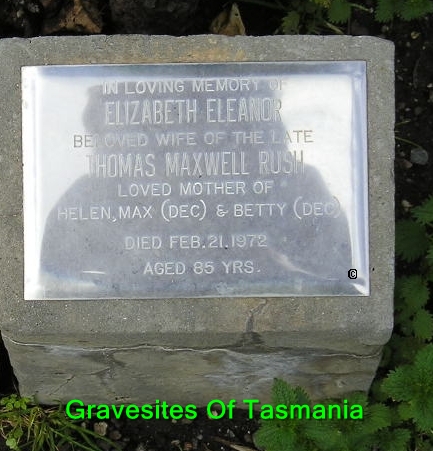 IN LOVING MEMORY OF
ELIZABETH ELEANOR
BELOVED WIFE OF THE LATE
THOMAS MAXWELL RUSH
LOVED MOTHER OF
HELEN, MAX (DEC) & BETTY (DEC)
DIED FEB. 21. 1972
AGED 85 YRS.
©
Gravesites Of Tasmania